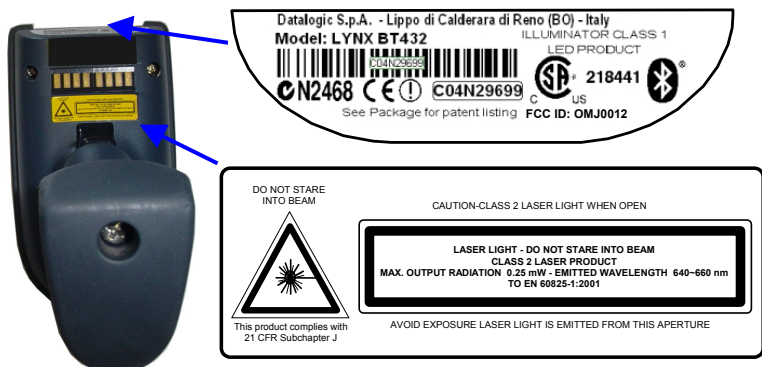 Datalogic S.p.A. - Lippo di Calderara di Reno (BO) - Italy
Model: LYNX BT432
ILLUMINATOR CLASS 1
LED PRODUCT
C04N29699
N2468 CE C04N29699
C US
218441
See Package for patent listing FCC ID: OMJ0012
DO NOT STARE
INTO BEAM
This product complies with
21 CFR Subchapter J
CAUTION-CLASS 2 LASER LIGHT WHEN OPEN
LASER LIGHT - DO NOT STARE INTO BEAM
CLASS 2 LASER PRODUCT
MAX. OUTPUT RADIATION 0.25 mW - EMITTED WAVELENGTH 640~660 nm
TO EN 60825-1:2001
AVOID EXPOSURE LASER LIGHT IS EMITTED FROM THIS APERTURE